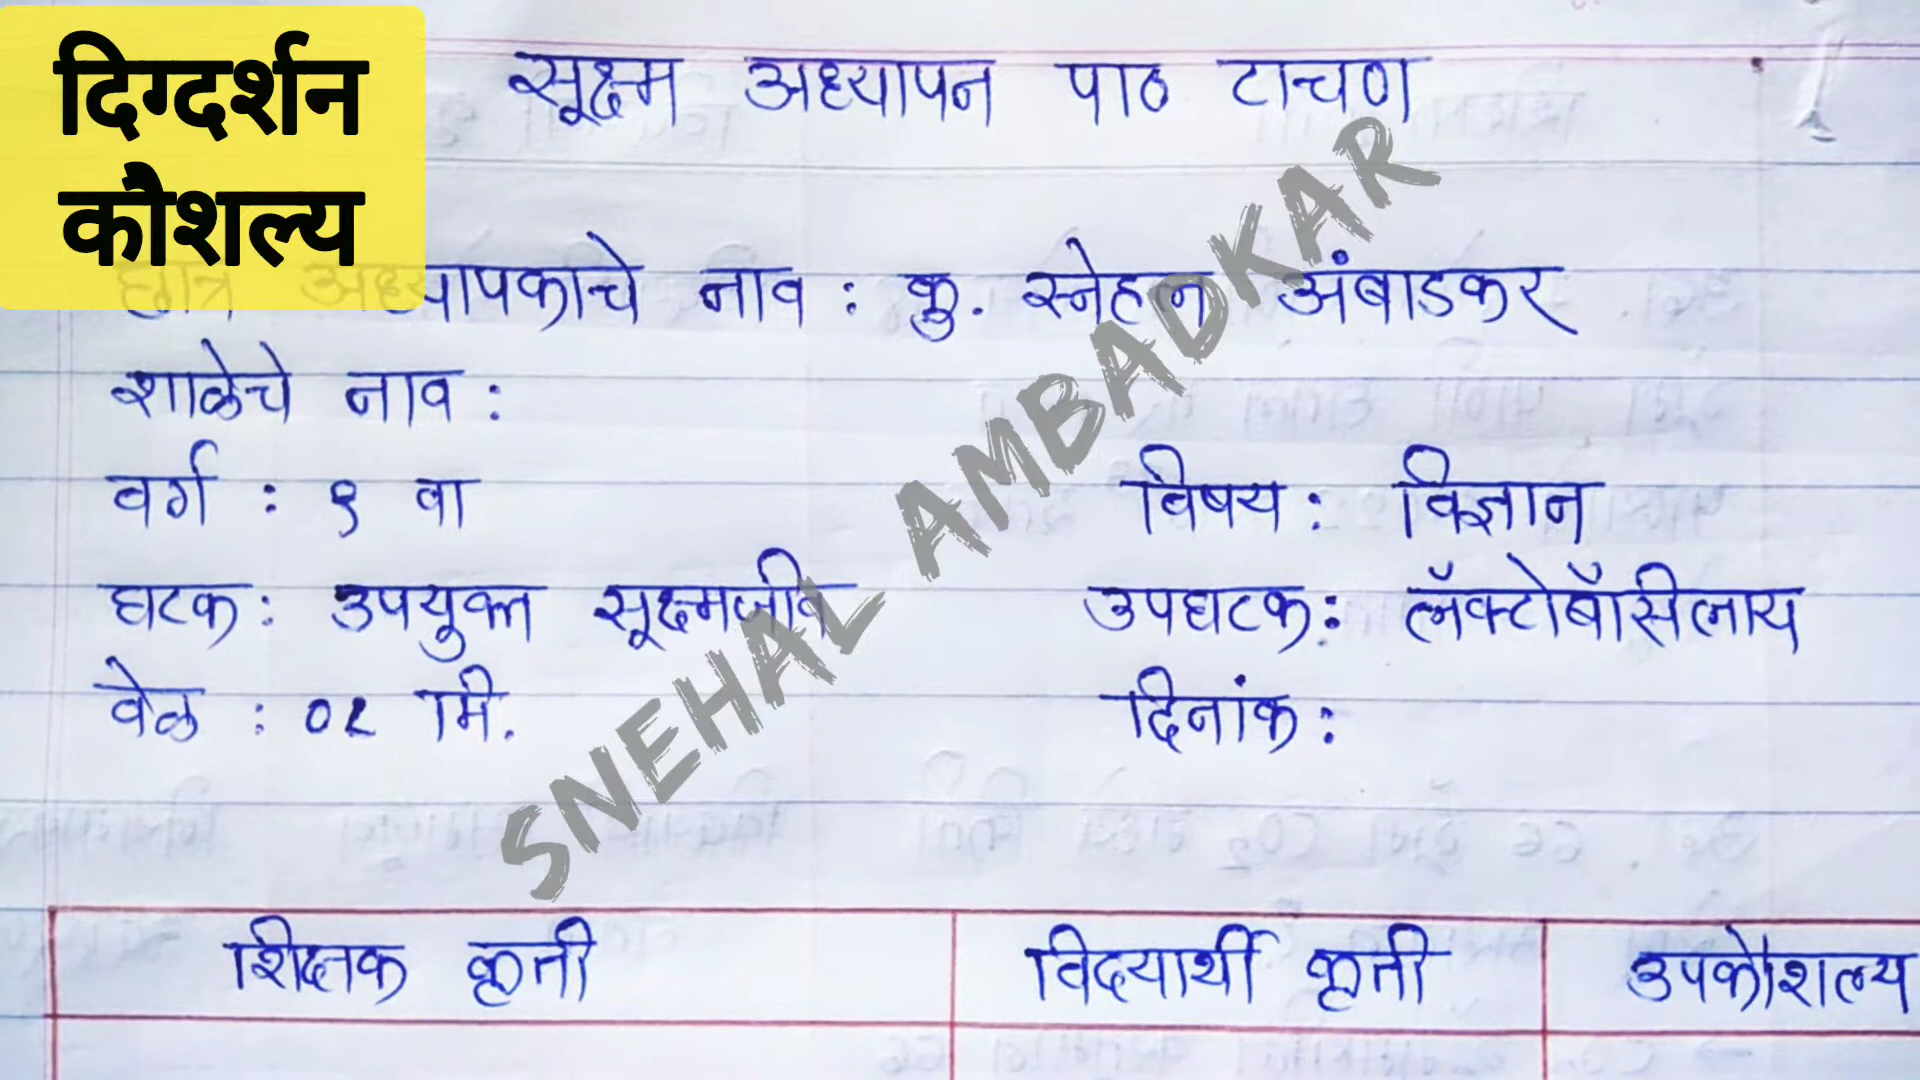 दिग्दर्शन
कौशल्य
सूक्ष्म अध्यापन पाठ टाचण
छात्र अध्यापकाचे नाव : कु. स्नेहल अंबाडकर
शाळेचे नाव :
वर्ग : ९ वा विषय : विज्ञान
घटक : उपयुक्त सूक्ष्मजीव उपघटक : लॅक्टोबॅसिलाय
वेळ : ०८ मि. दिनांक :
SNEHAL AMBADKAR
शिक्षक कृती विद्यार्थी कृती उपकौशल्य